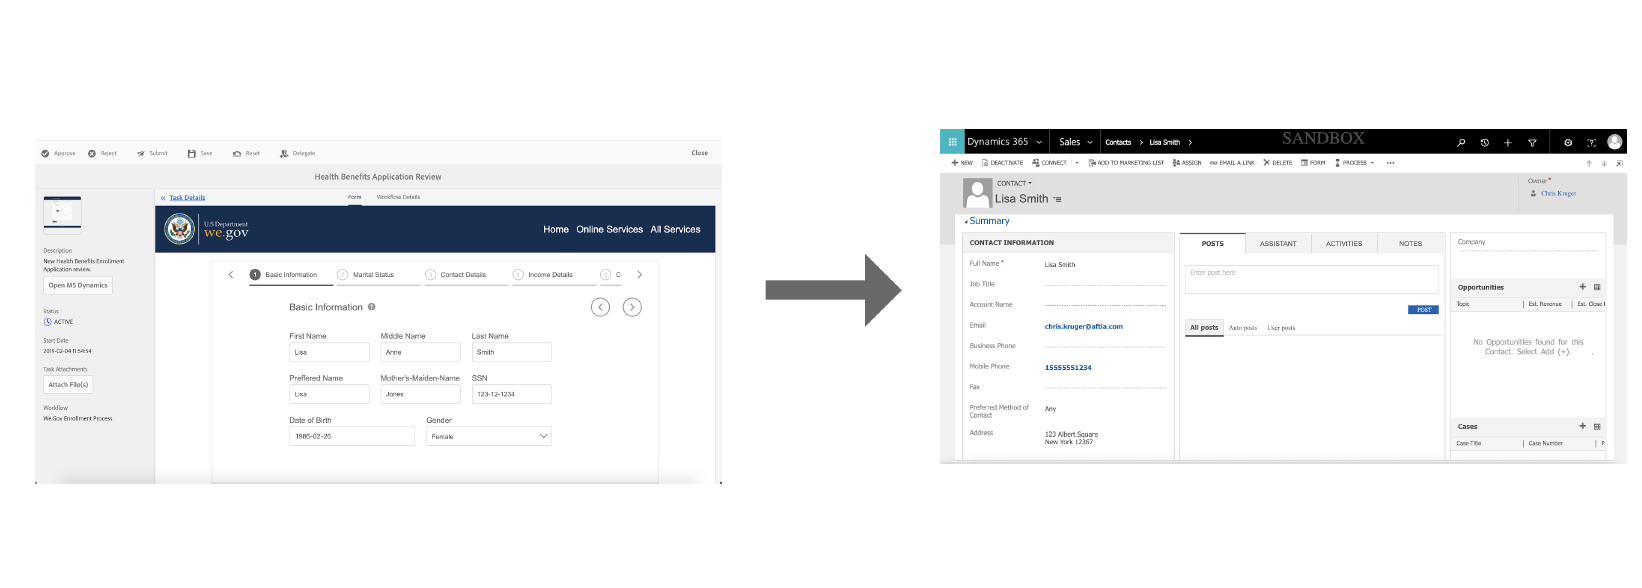 Approve Reject Submit Save Reset Delegate Close
Health Benefits Application Review
« Task Details Form Workflow Details
U.S Department
we.gov
Home Online Services All Services
Description
New Health Benefits Enrollment
Application review.
Open MS Dynamics
Status
ACTIVE
Start Date
2019-02-04 11:54:54
Task Attachments
Attach File(s)
Workflow
We.Gov Enrollment Process
1 Basic Information 2 Marital Status 3 Contact Details 4 Income Details 5 C
Basic Information ?
First Name Middle Name Last Name
Lisa Anne Smith
Preffered Name Mother's-Maiden-Name SSN
Lisa Jones 123-12-1234
Date of Birth Gender
1986-02-26 Female
Dynamics 365 Sales Contacts > Lisa Smith > SANDBOX
+ NEW DEACTIVATE CONNECT ADD TO MARKETING LIST ASSIGN EMAIL A LINK DELETE FORM PROCESS ...
CONTACT
Lisa Smith
Owner*
Chris Kruger
Summary
CONTACT INFORMATION
Full Name* Lisa Smith
Job Title
Account Name
Email chris.kruger@aftia.com
Business Phone
Mobile Phone 15555551234
Fax
Preferred Method of
Contact
Any
Address 123 Albert Square
New York 12367
POSTS ASSISTANT ACTIVITIES NOTES
Enter post here
POST
All posts Auto posts User posts
Company
Opportunities
Topic Est. Revenue Est. Close
No Opportunities found for this
Contact. Select Add (+).
Cases
Case Title Case Number P